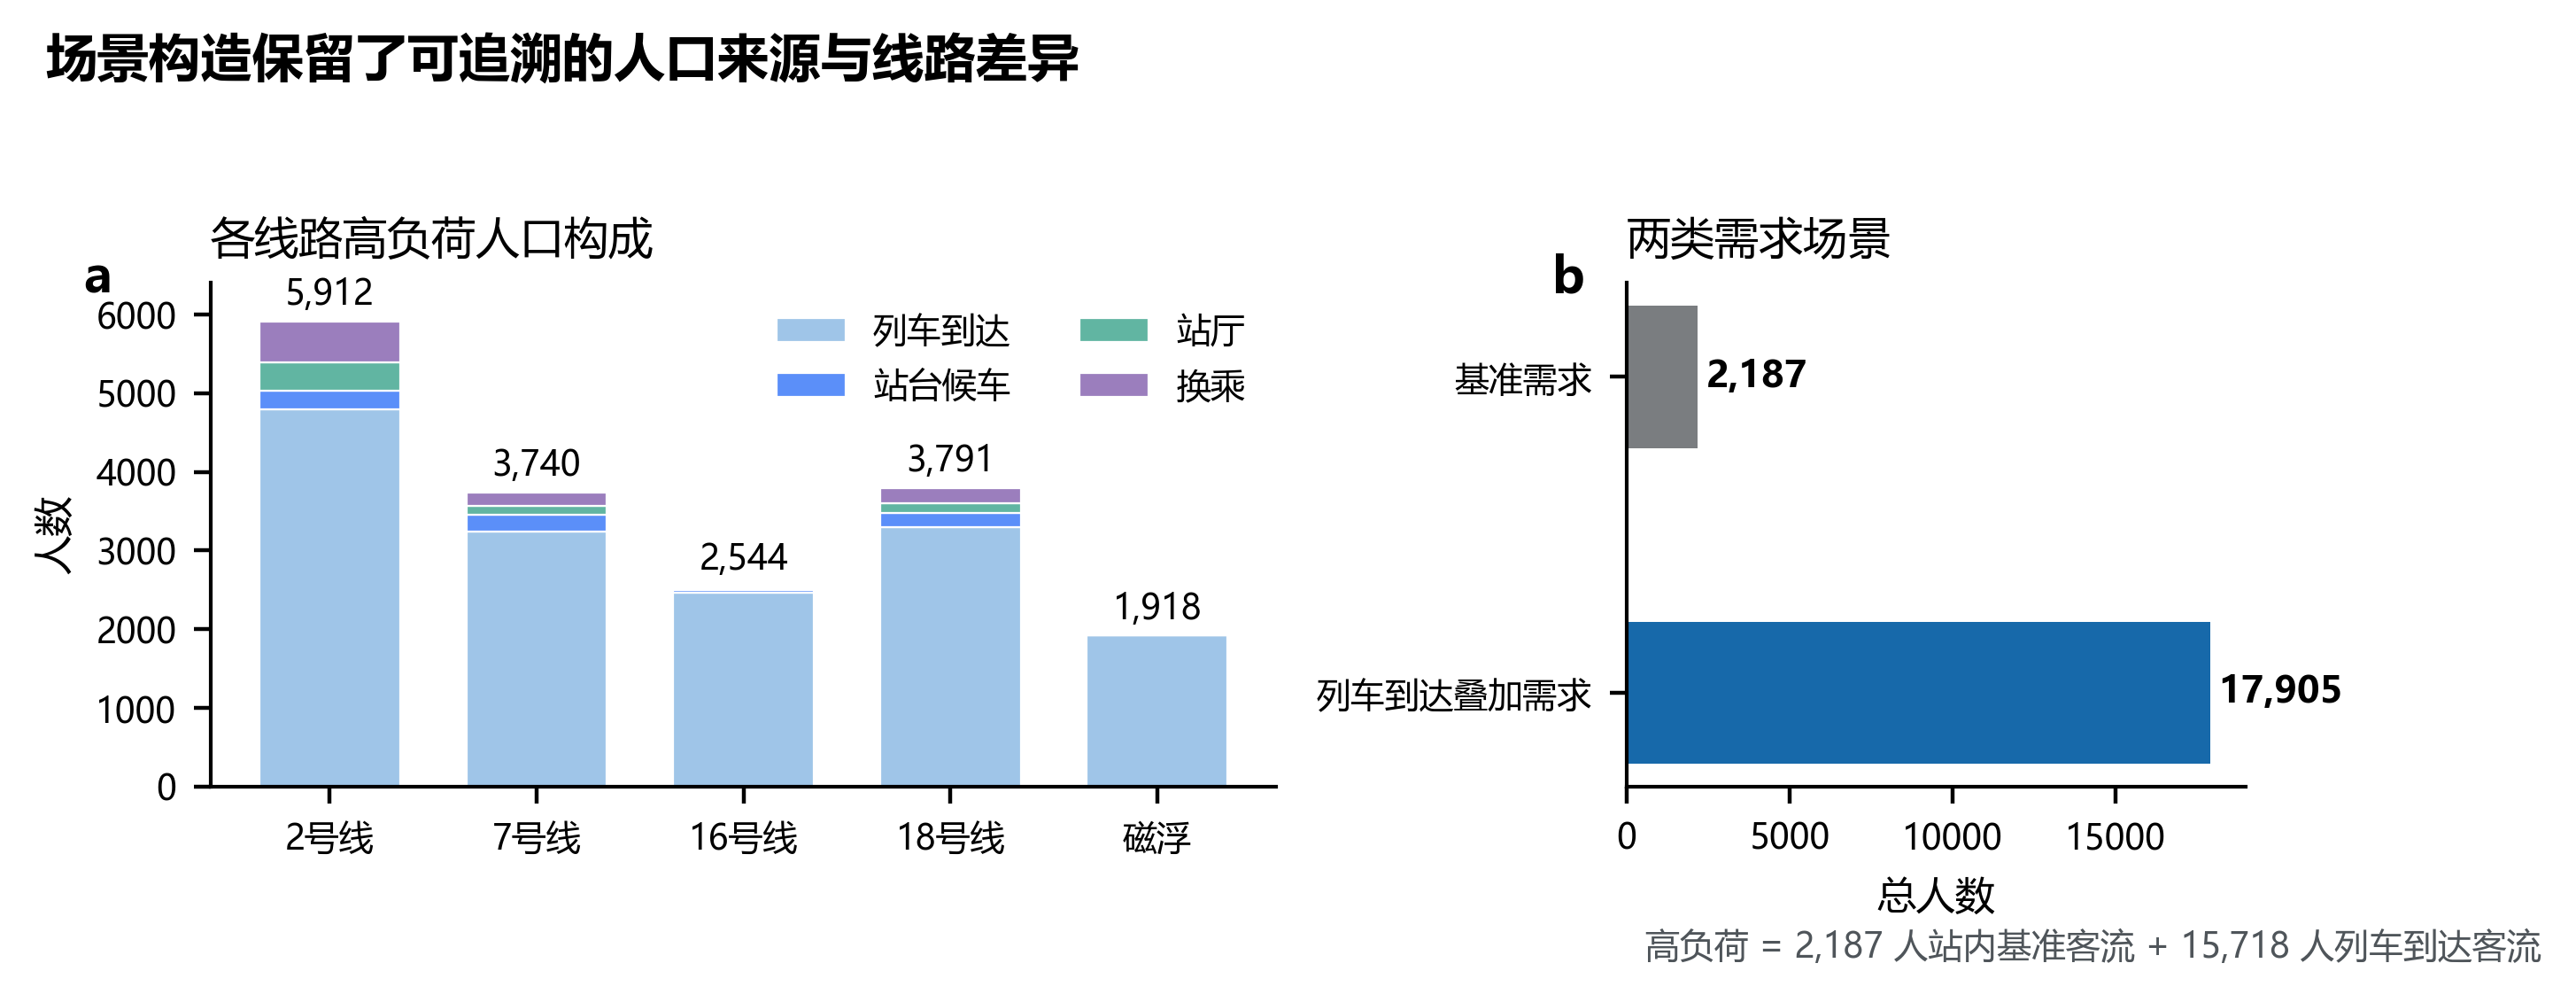 场景构造保留了可追溯的人口来源与线路差异
各线路高负荷人口构成
a
人数
6000
5000
4000
3000
2000
1000
0
5,912
3,740
2,544
3,791
1,918
列车到达
站厅
站台候车
换乘
2号线
7号线
16号线
18号线
磁浮
两类需求场景
b
基准需求
2,187
列车到达叠加需求
17,905
0
5000
10000
15000
总人数
高负荷 = 2,187 人站内基准客流 + 15,718 人列车到达客流